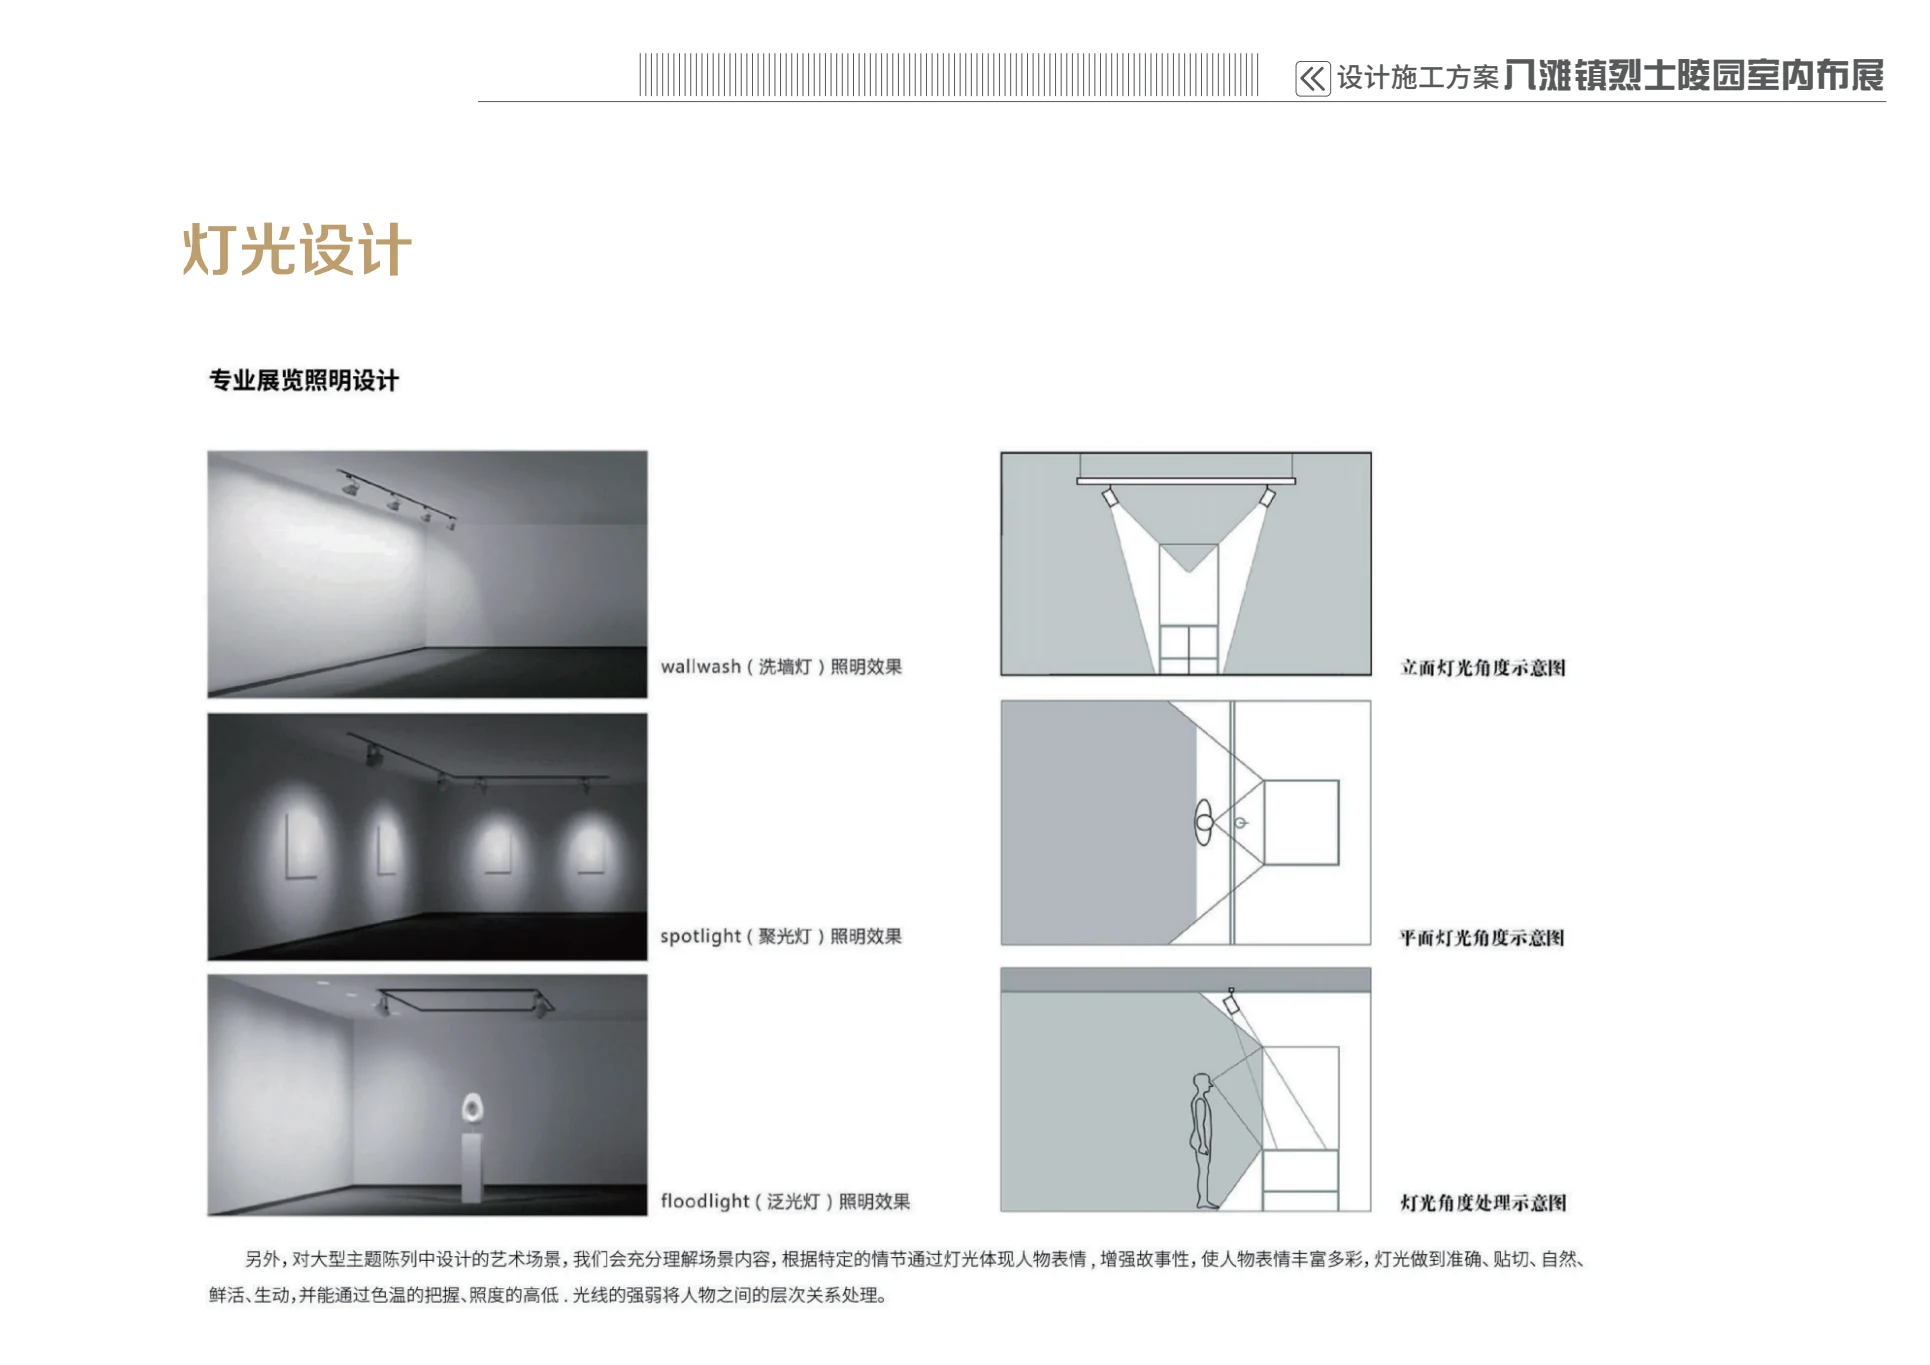 设计施工方案八滩镇烈士陵园室内布展
灯光设计
专业展览照明设计
wallwash（洗墙灯）照明效果
立面灯光角度示意图
spotlight（聚光灯）照明效果
平面灯光角度示意图
floodlight（泛光灯）照明效果
灯光角度处理示意图
另外，对大型主题陈列中设计的艺术场景，我们会充分理解场景内容，根据特定的情节通过灯光体现人物表情，增强故事性，使人物表情丰富多彩，灯光做到准确、贴切、自然、
鲜活、生动，并能通过色温的把握、照度的高低．光线的强弱将人物之间的层次关系处理。